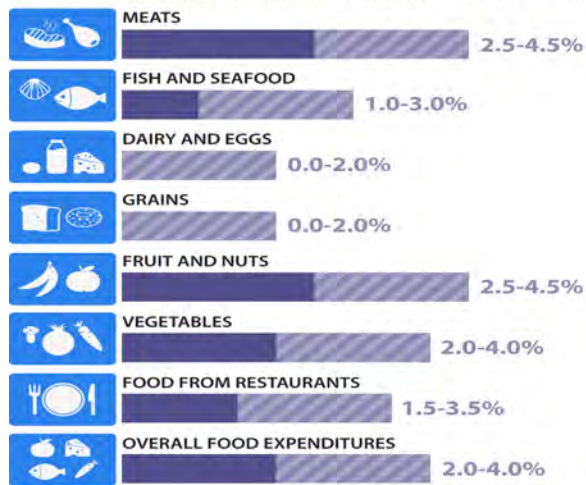 MEATS
2.5-4.5%
FISH AND SEAFOOD
1.0-3.0%
DAIRY AND EGGS
0.0-2.0%
GRAINS
0.0-2.0%
FRUIT AND NUTS
2.5-4.5%
VEGETABLES
2.0-4.0%
FOOD FROM RESTAURANTS
1.5-3.5%
OVERALL FOOD EXPENDITURES
2.0-4.0%